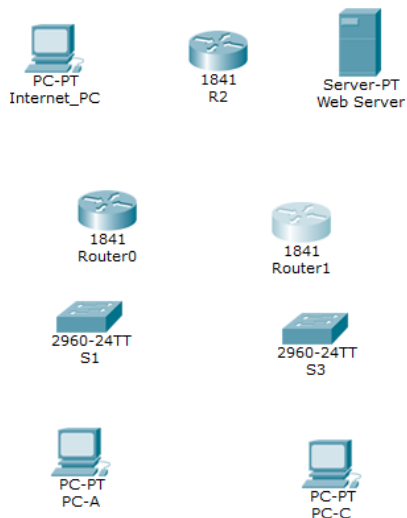 PC-PT
Internet_PC
1841
R2
Server-PT
Web Server
1841
Router0
1841
Router1
2960-24TT
S1
2960-24TT
S3
PC-PT
PC-A
PC-PT
PC-C